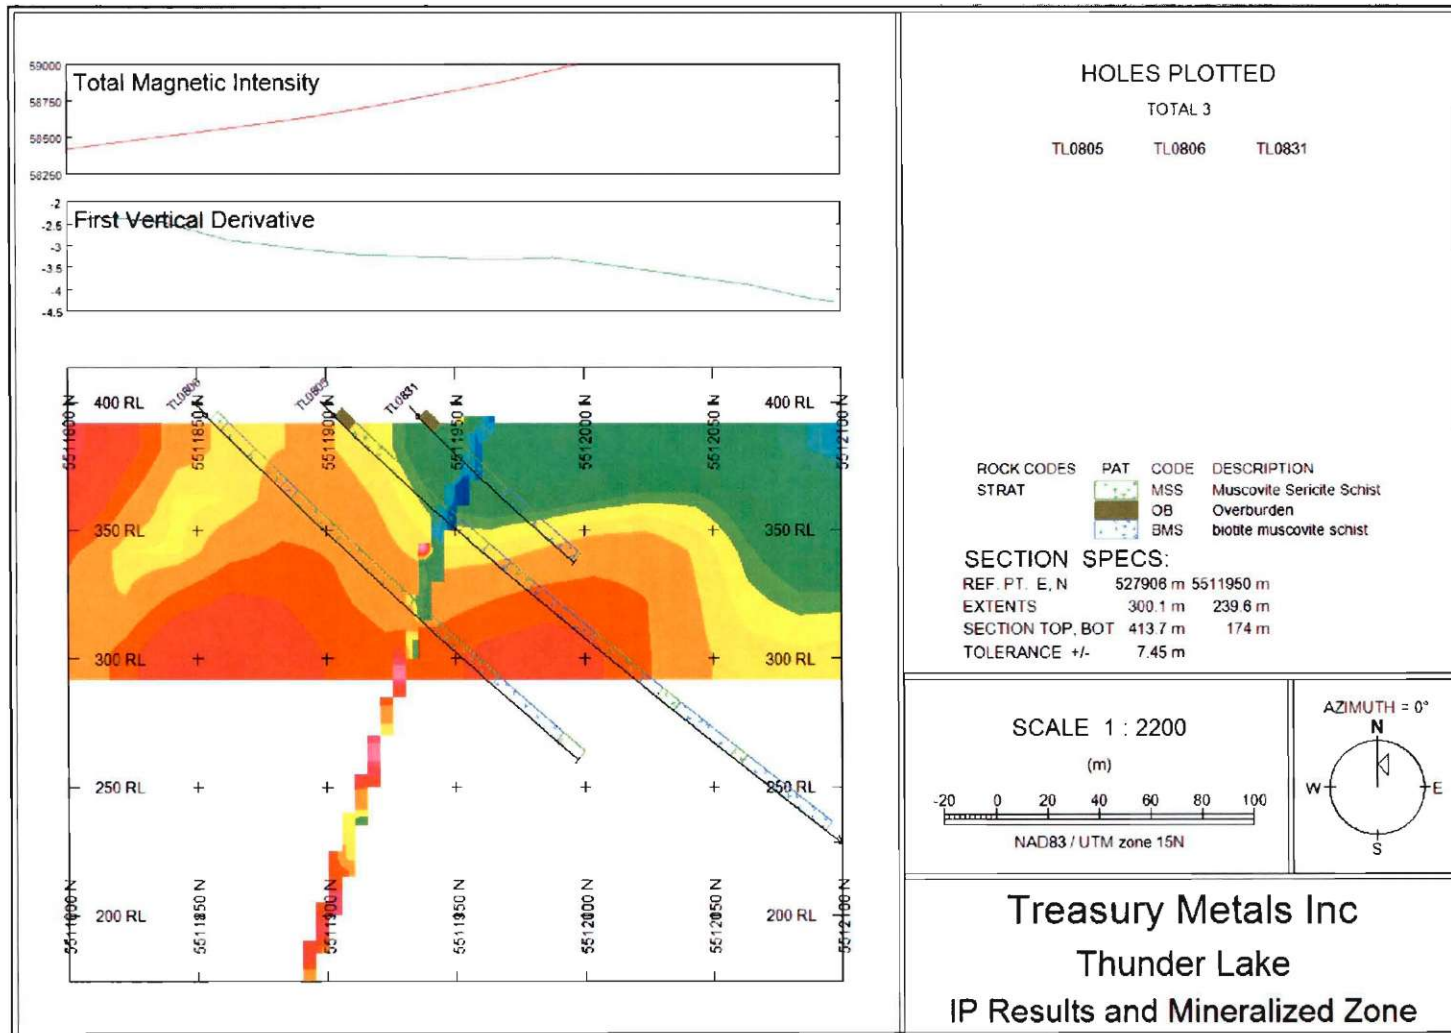 59000
Total Magnetic Intensity
58750
58500
58250
-2
First Vertical Derivative
-2.5
-3
-3.5
-4
-4.5
TL0806
TL0805
TL0831
5511800 N
400 RL
5511850 N
5511900 N
5511950 N
5512000 N
5512050 N
400 RL
5512100 N
350 RL
350 RL
300 RL
300 RL
250 RL
250 RL
5511800 N
200 RL
5511850 N
5511900 N
5511950 N
5512000 N
5512050 N
200 RL
5512100 N
HOLES PLOTTED
TOTAL 3
TL0805 TL0806 TL0831
ROCK CODES PAT CODE DESCRIPTION
STRAT MSS Muscovite Sericite Schist
OB Overburden
BMS biotite muscovite schist
SECTION SPECS:
REF. PT. E, N 527906 m 5511950 m
EXTENTS 300.1 m 239.6 m
SECTION TOP, BOT 413.7 m 174 m
TOLERANCE +/- 7.45 m
SCALE 1 : 2200
(m)
-20 0 20 40 60 80 100
NAD83 / UTM zone 15N
AZIMUTH = 0°
N
W E
S
Treasury Metals Inc
Thunder Lake
IP Results and Mineralized Zone